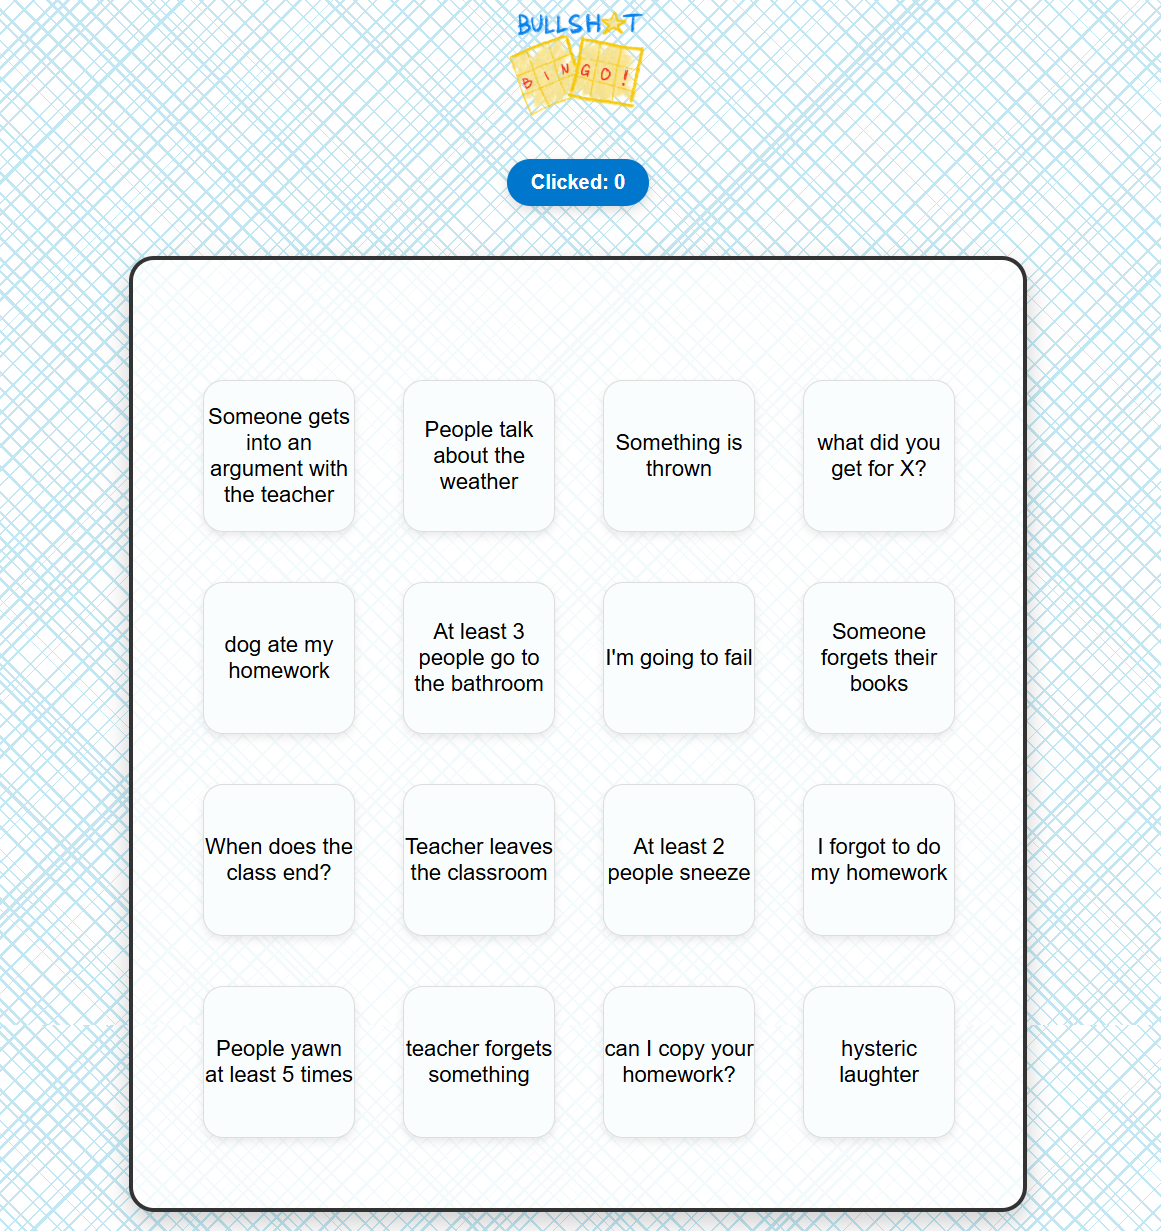 BULLSH⭐T
BINGO!
Clicked: 0
Someone gets
into an
argument with
the teacher
People talk
about the
weather
Something is
thrown
what did you
get for X?
dog ate my
homework
At least 3
people go to
the bathroom
I'm going to fail
Someone
forgets their
books
When does the
class end?
Teacher leaves
the classroom
At least 2
people sneeze
I forgot to do
my homework
People yawn
at least 5 times
teacher forgets
something
can I copy your
homework?
hysteric
laughter